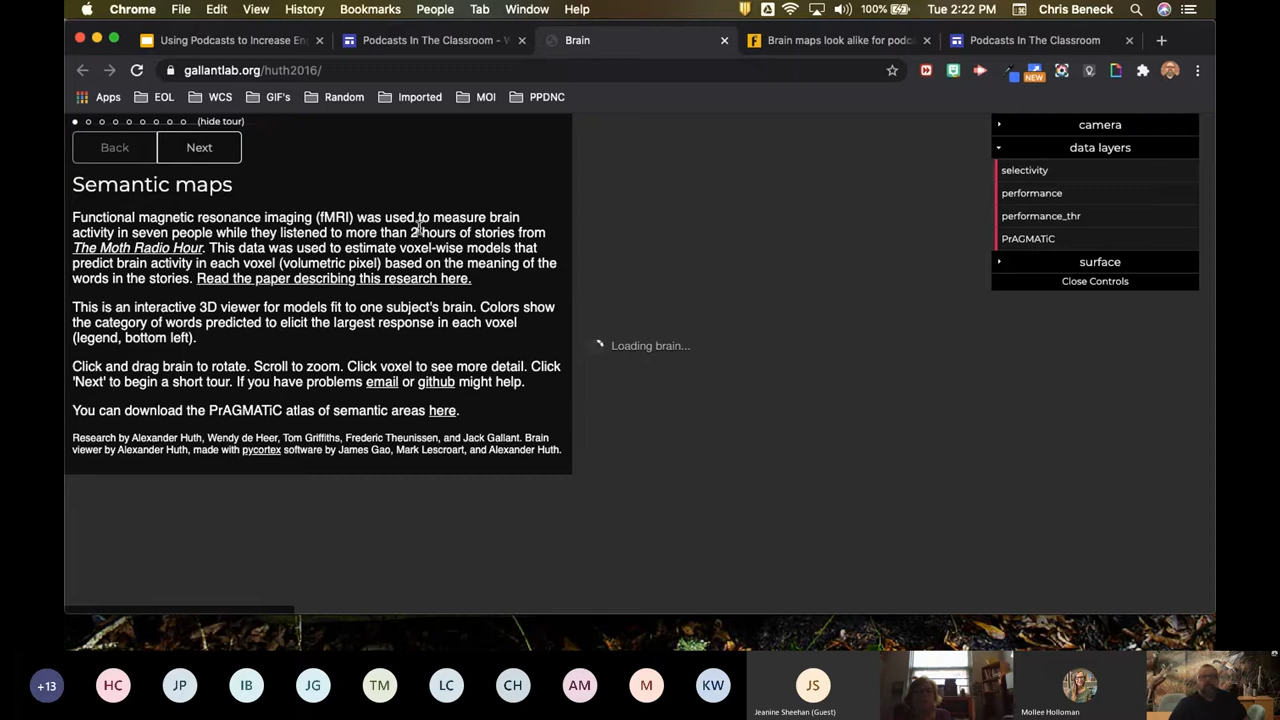 Chrome File Edit View History Bookmarks People Tab Window Help 100% Tue 2:22 PM Chris Beneck
Using Podcasts to Increase En
Podcasts In The Classroom - W
Brain
Brain maps look alike for podca
Podcasts In The Classroom
gallantlab.org/huth2016/
NEW
Apps EOL WCS GIF's Random Imported MOI PPDNC
(hide tour)
Back Next
Semantic maps
Functional magnetic resonance imaging (fMRI) was used to measure brain
activity in seven people while they listened to more than 2 hours of stories from
The Moth Radio Hour. This data was used to estimate voxel-wise models that
predict brain activity in each voxel (volumetric pixel) based on the meaning of the
words in the stories. Read the paper describing this research here.
This is an interactive 3D viewer for models fit to one subject's brain. Colors show
the category of words predicted to elicit the largest response in each voxel
(legend, bottom left).
Click and drag brain to rotate. Scroll to zoom. Click voxel to see more detail. Click
'Next' to begin a short tour. If you have problems email or github might help.
You can download the PrAGMATiC atlas of semantic areas here.
Research by Alexander Huth, Wendy de Heer, Tom Griffiths, Frederic Theunissen, and Jack Gallant. Brain
viewer by Alexander Huth, made with pycortex software by James Gao, Mark Lescroart, and Alexander Huth.
Loading brain...
camera
data layers
selectivity
performance
performance_thr
PrAGMATiC
surface
Close Controls
+13 HC JP IB JG TM LC CH AM M KW JS
Jeanine Sheehan (Guest)
Mollee Holloman